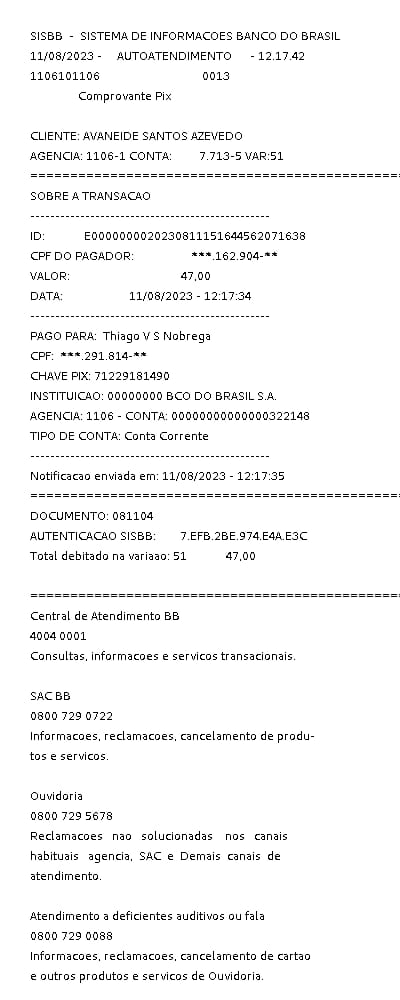 SISBB - SISTEMA DE INFORMACOES BANCO DO BRASIL
11/08/2023 - AUTOATENDIMENTO - 12.17.42
1106101106 0013
Comprovante Pix
CLIENTE: AVANEIDE SANTOS AZEVEDO
AGENCIA: 1106-1 CONTA: 7.713-5 VAR:51
================================================
SOBRE A TRANSACAO
------------------------------------------------
ID: E0000000020230811151644562071638
CPF DO PAGADOR: ***.162.904-**
VALOR: 47,00
DATA: 11/08/2023 - 12:17:34
------------------------------------------------
PAGO PARA: Thiago V S Nobrega
CPF: ***.291.814-**
CHAVE PIX: 71229181490
INSTITUICAO: 00000000 BCO DO BRASIL S.A.
AGENCIA: 1106 - CONTA: 00000000000000322148
TIPO DE CONTA: Conta Corrente
------------------------------------------------
Notificacao enviada em: 11/08/2023 - 12:17:35
================================================
DOCUMENTO: 081104
AUTENTICACAO SISBB: 7.EFB.2BE.974.E4A.E3C
Total debitado na variaao: 51 47,00
================================================
Central de Atendimento BB
4004 0001
Consultas, informacoes e servicos transacionais.
SAC BB
0800 729 0722
Informacoes, reclamacoes, cancelamento de produ-
tos e servicos.
Ouvidoria
0800 729 5678
Reclamacoes nao solucionadas nos canais
habituais agencia, SAC e Demais canais de
atendimento.
Atendimento a deficientes auditivos ou fala
0800 729 0088
Informacoes, reclamacoes, cancelamento de cartao
e outros produtos e servicos de Ouvidoria.